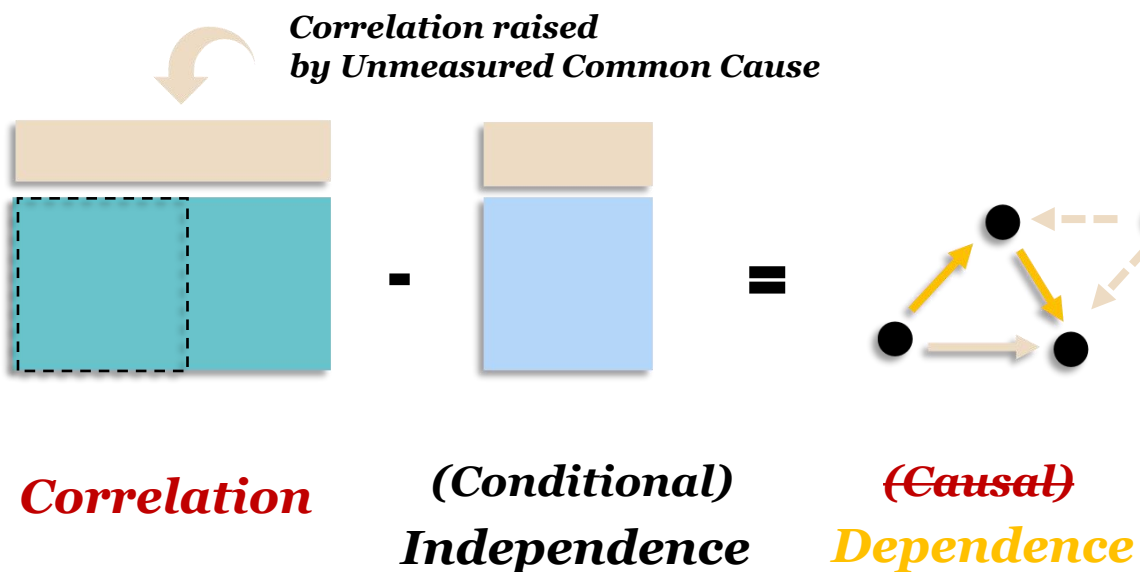 Correlation raised
by Unmeasured Common Cause
-
=
Correlation
(Conditional)
Independence
(Causal)
Dependence